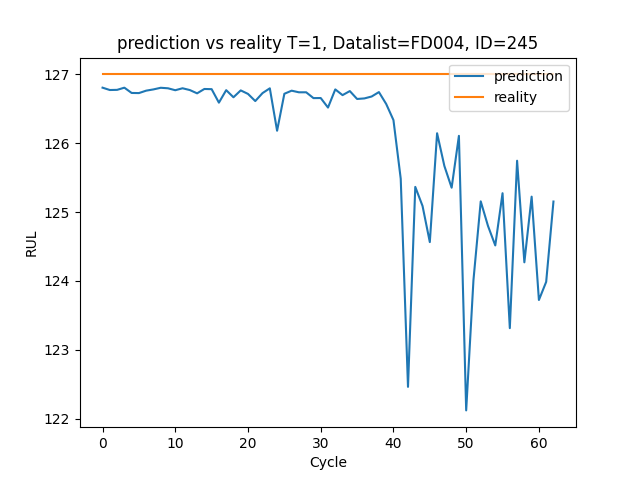 prediction vs reality T=1, Datalist=FD004, ID=245
prediction
reality
127
126
125
124
123
122
RUL
0 10 20 30 40 50 60
Cycle